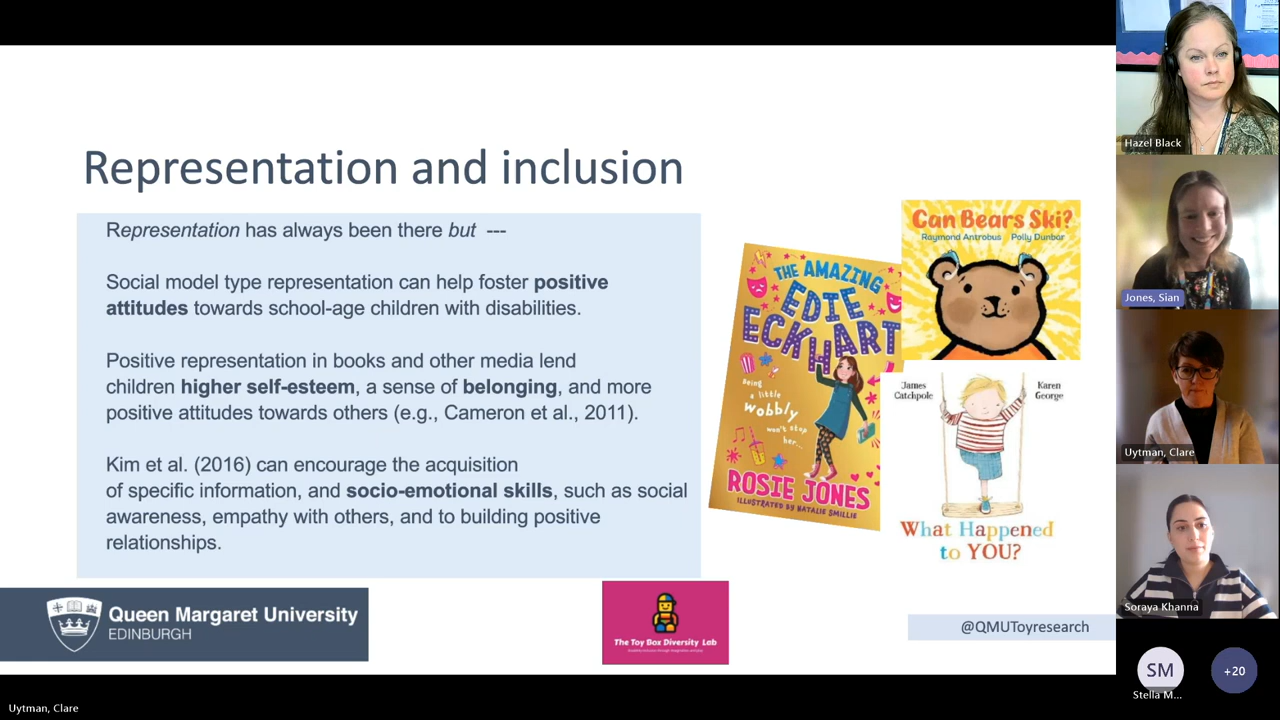 Representation and inclusion
Representation has always been there but ---
Social model type representation can help foster positive
attitudes towards school-age children with disabilities.
Positive representation in books and other media lend
children higher self-esteem, a sense of belonging, and more
positive attitudes towards others (e.g., Cameron et al., 2011).
Kim et al. (2016) can encourage the acquisition
of specific information, and socio-emotional skills, such as social
awareness, empathy with others, and to building positive
relationships.
THE AMAZING
EDIE
ECKHART
being
a little
wobbly
won't stop
her...
ROSIE JONES
ILLUSTRATED BY NATALIE SMILLIE
Can Bears Ski?
Raymond Antrobus Polly Dunbar
James
Catchpole
Karen
George
What Happened
to YOU?
Queen Margaret University
EDINBURGH
The Toy Box Diversity Lab
@QMUToyresearch
Hazel Black
Jones, Sian
Uytman, Clare
Soraya Khanna
SM
Stella M...
+20
Uytman, Clare